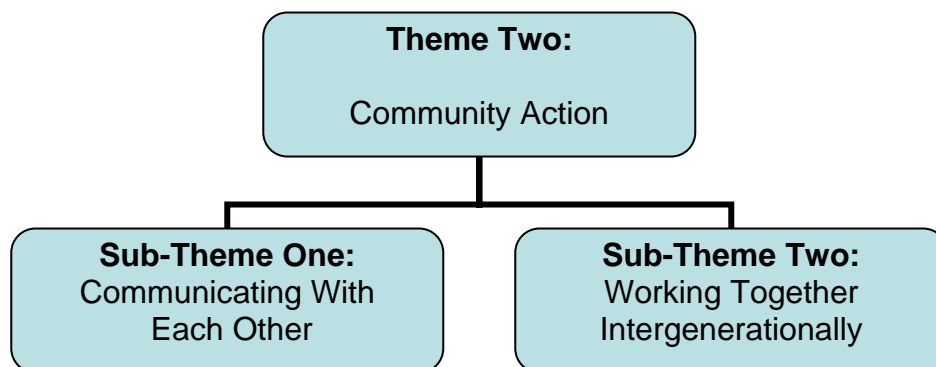 Theme Two:
Community Action
Sub-Theme One:
Communicating With
Each Other
Sub-Theme Two:
Working Together
Intergenerationally